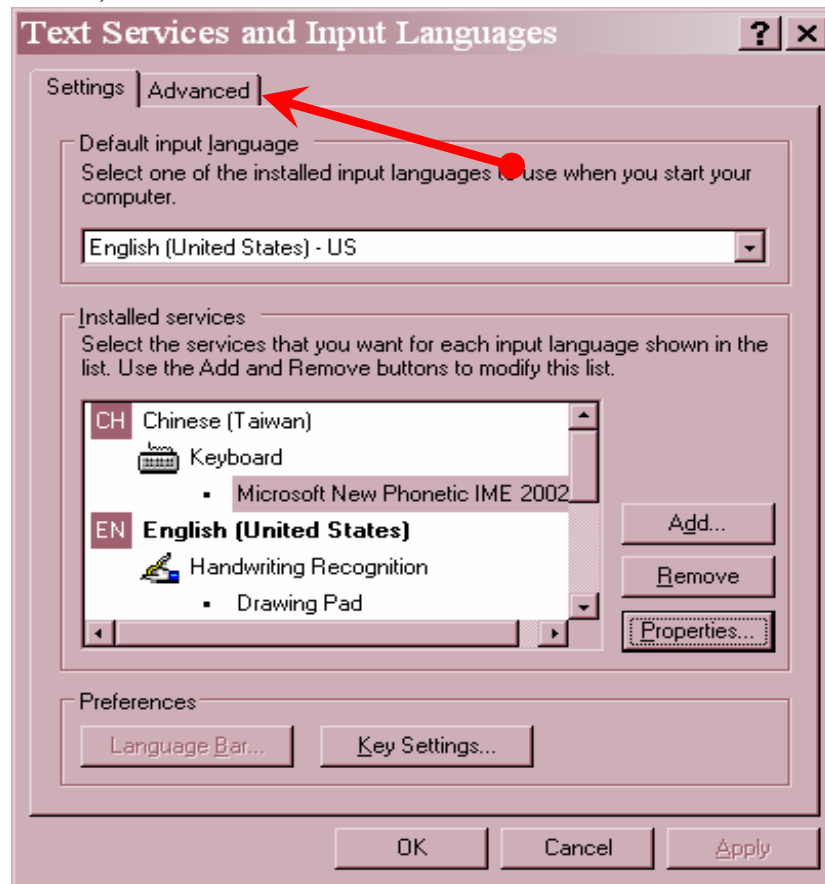 Text Services and Input Languages
Settings Advanced
Default input language
Select one of the installed input languages to use when you start your
computer.
English (United States) - US
Installed services
Select the services that you want for each input language shown in the
list. Use the Add and Remove buttons to modify this list.
CH Chinese (Taiwan)
Keyboard
▪ Microsoft New Phonetic IME 2002
EN English (United States)
Handwriting Recognition
▪ Drawing Pad
Add...
Remove
Properties...
Preferences
Language Bar... Key Settings...
OK Cancel Apply